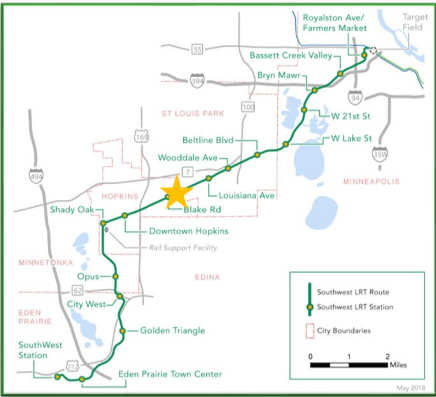 Royalston Ave/
Farmers Market
Target
Field
55
Bassett Creek Valley
394
Bryn Mawr
94
ST LOUIS PARK
100
W 21st St
169
Beltline Blvd
W Lake St
35W
Wooddale Ave
7
MINNEAPOLIS
494
HOPKINS
Louisiana Ave
Shady Oak
Blake Rd
Downtown Hopkins
Rail Support Facility
MINNETONKA
EDINA
Opus
62
City West
EDEN
PRAIRIE
Golden Triangle
SouthWest
Station
212
Eden Prairie Town Center
Southwest LRT Route
Southwest LRT Station
City Boundaries
0 1 2
Miles
May 2018